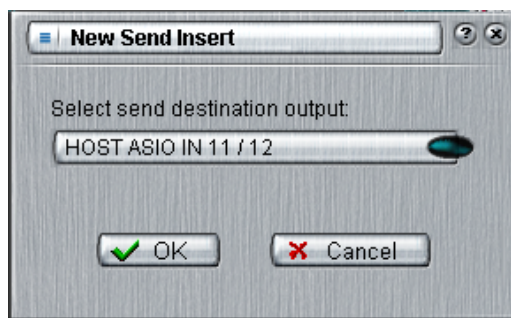 New Send Insert
?
x
Select send destination output:
HOST ASIO IN 11 / 12
OK
Cancel